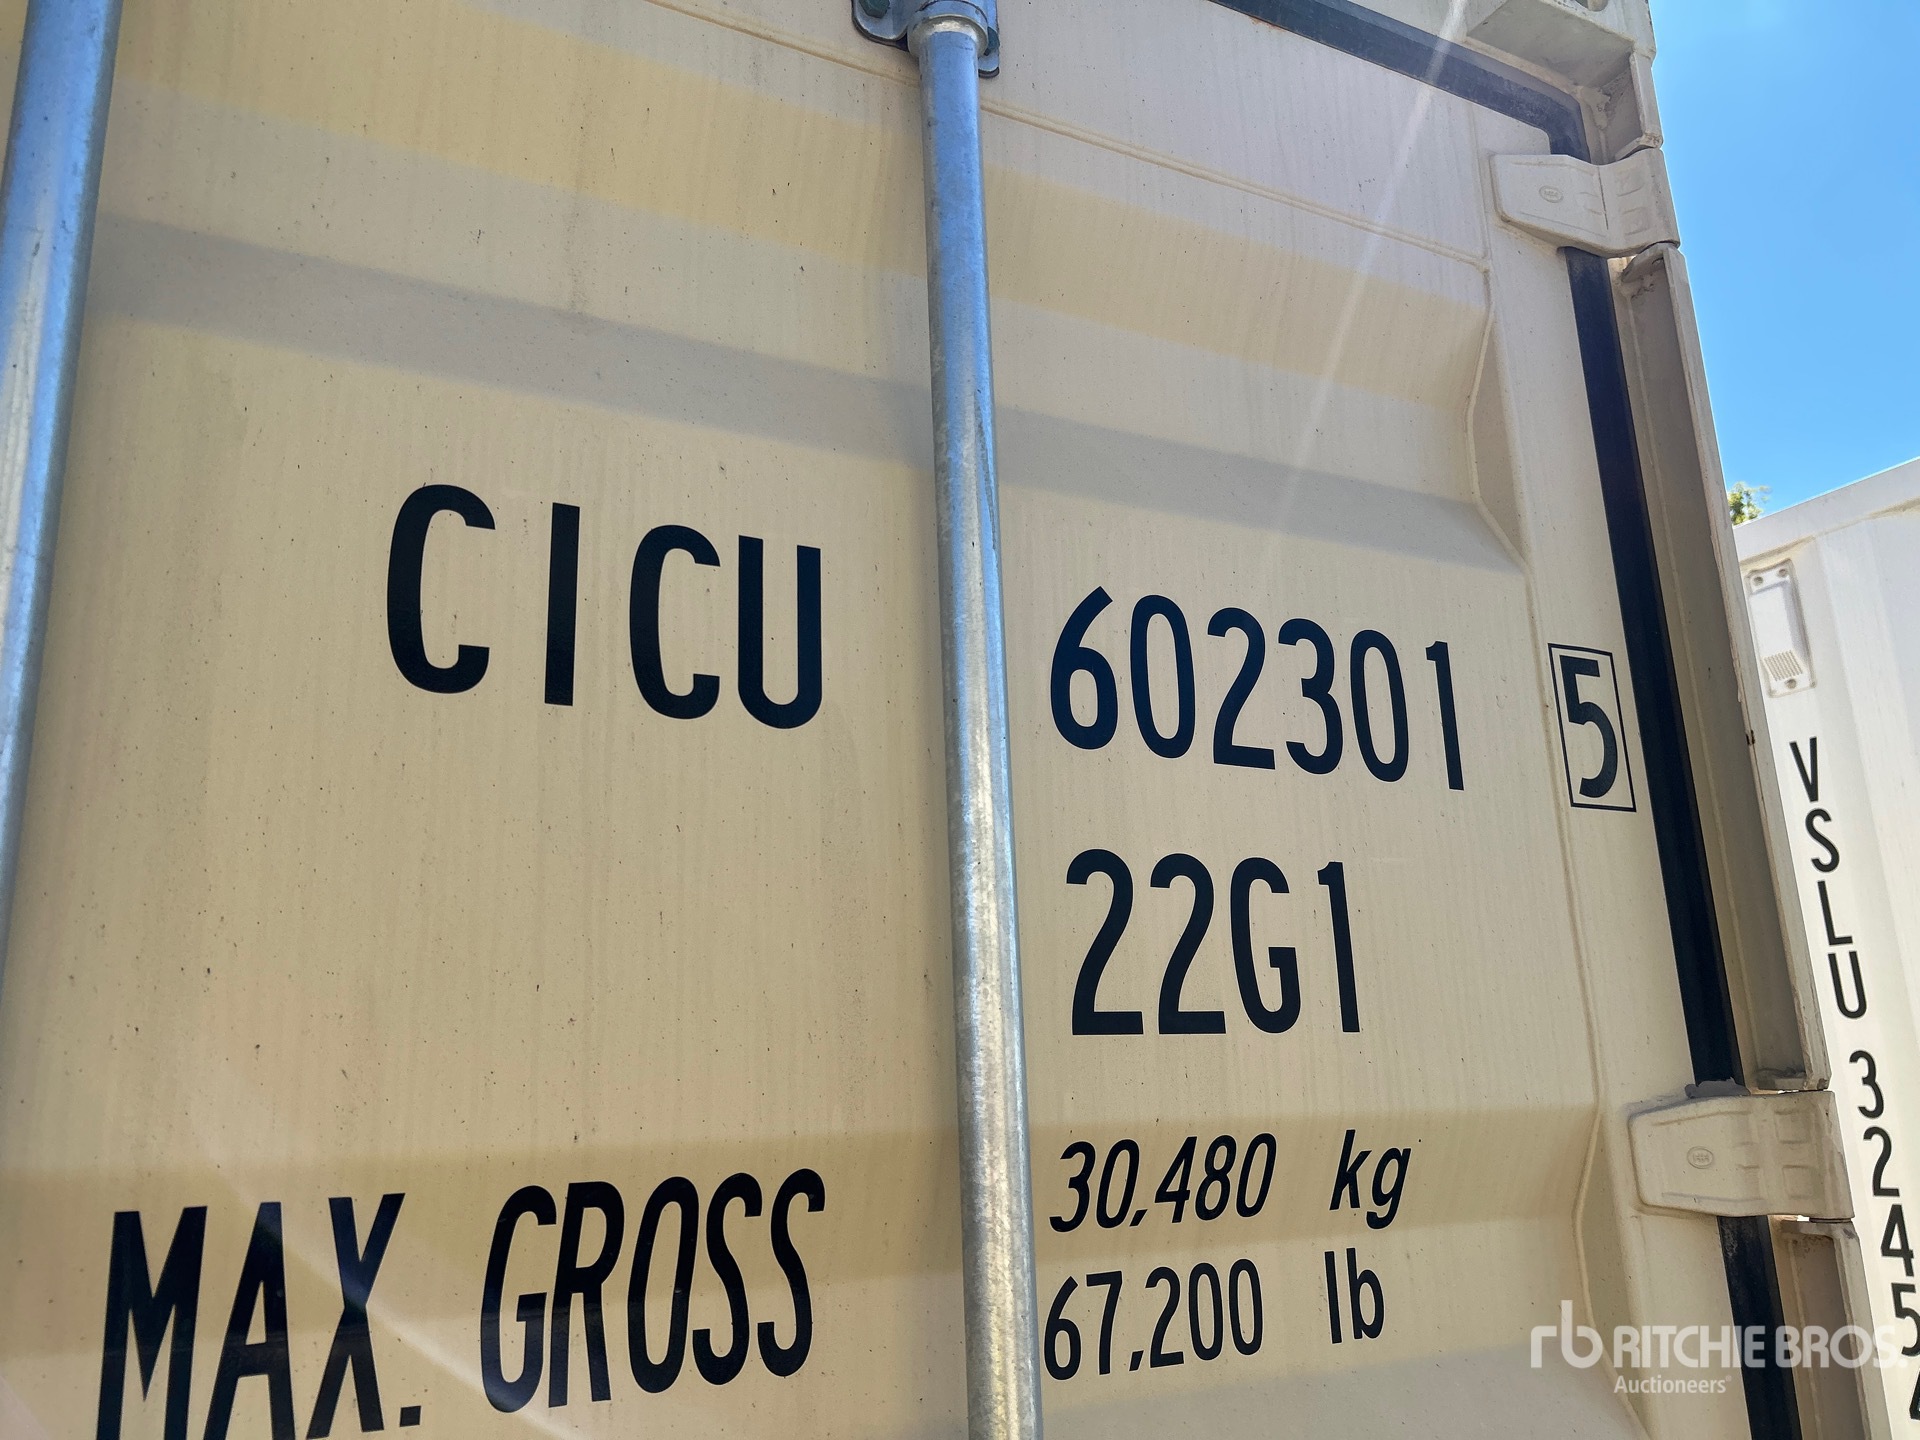 CICU 602301 5
22G1
MAX. GROSS 30,480 kg
67,200 lb
VSLU 3245
RITCHIE BROS.
Auctioneers